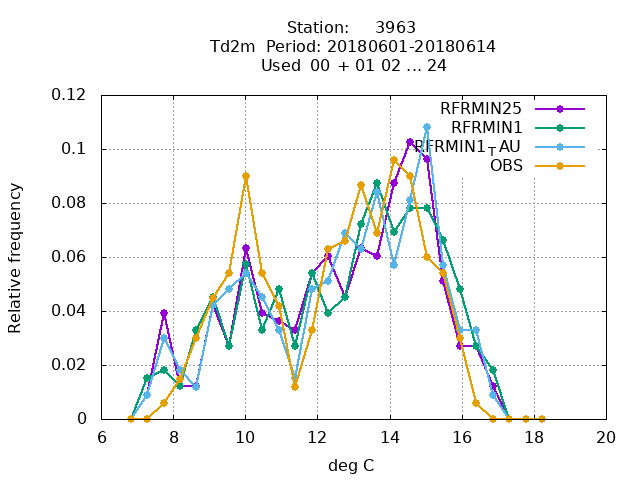 Station:     3963
Td2m  Period: 20180601-20180614
Used  00  + 01 02 ... 24
0.12
RFRMIN25
RFRMIN1
0.1
RFRMIN1┬AU
OBS
0.08
Relative frequency
0.06
0.04
0.02
0
6 8 10 12 14 16 18 20
deg C